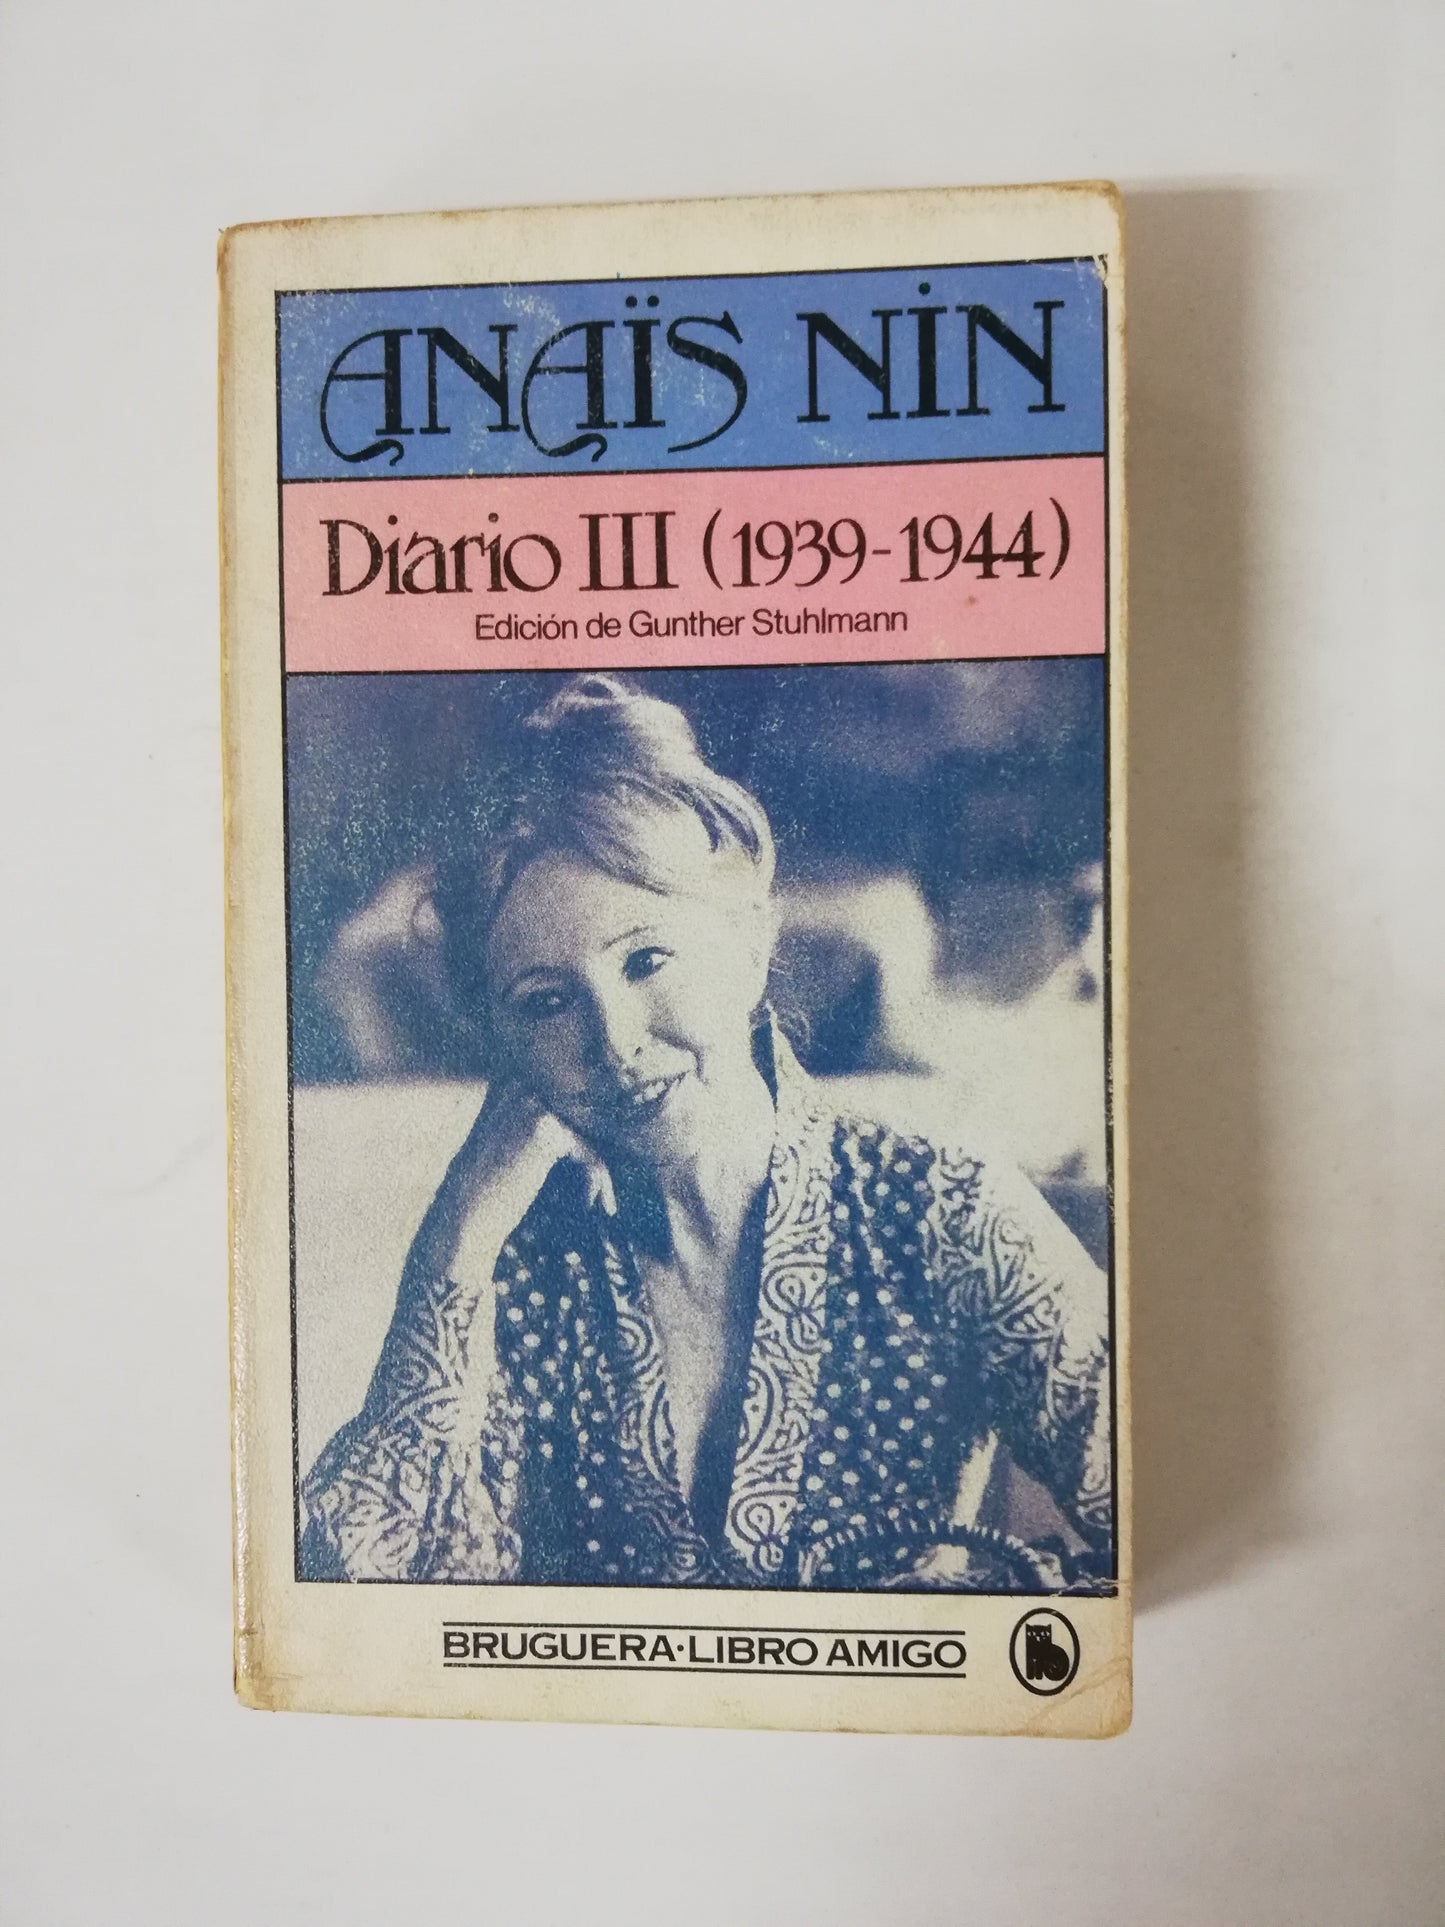 ANAÏS NIN
Diario III (1939-1944)
Edición de Gunther Stuhlmann
BRUGUERA·LIBRO AMIGO